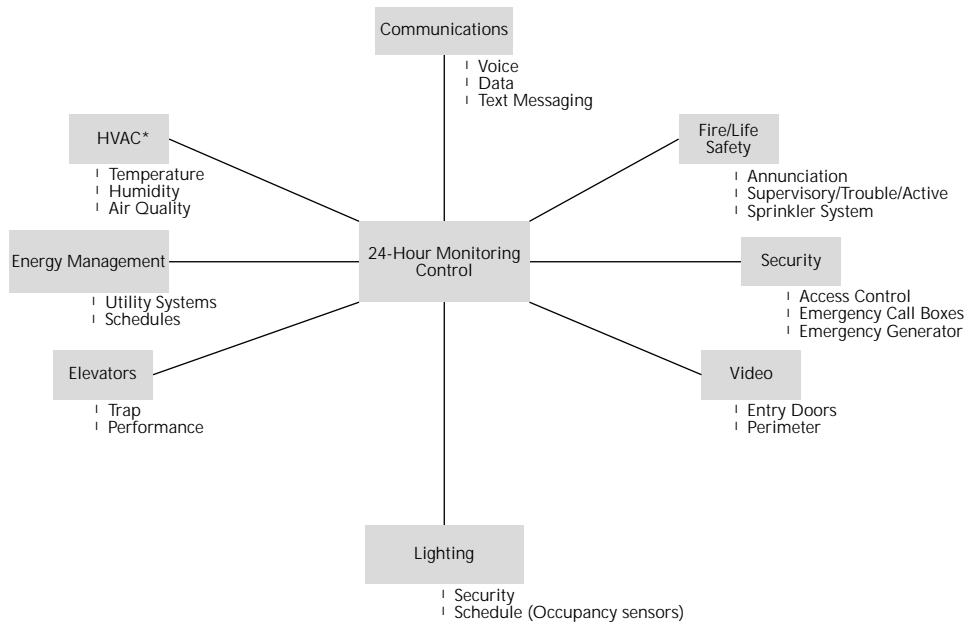 Communications
Voice
Data
Text Messaging
HVAC*
Temperature
Humidity
Air Quality
Fire/Life
Safety
Annunciation
Supervisory/Trouble/Active
Sprinkler System
24-Hour Monitoring
Control
Energy Management
Utility Systems
Schedules
Security
Access Control
Emergency Call Boxes
Emergency Generator
Elevators
Trap
Performance
Video
Entry Doors
Perimeter
Lighting
Security
Schedule (Occupancy sensors)